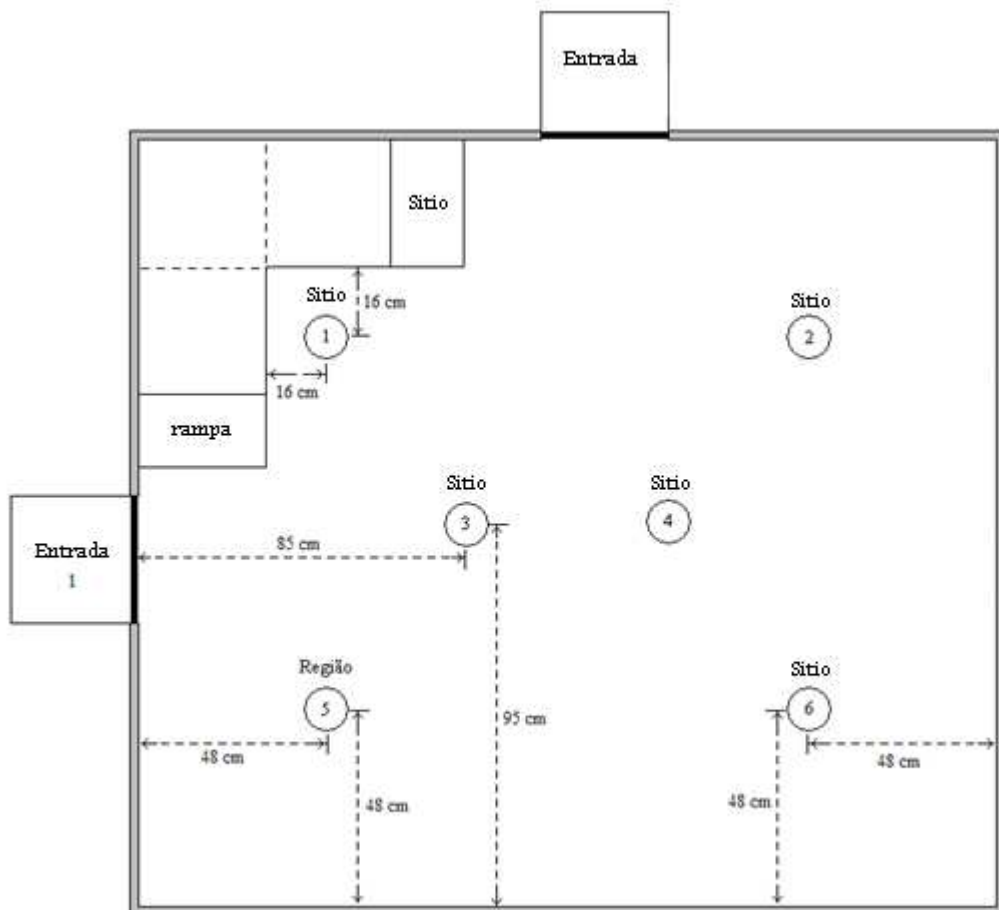 Entrada
Sitio
Sitio
1
16 cm
16 cm
Sitio
2
rampa
Sitio
3
Sitio
4
85 cm
Entrada
1
Região
5
95 cm
Sitio
6
48 cm
48 cm
48 cm
48 cm